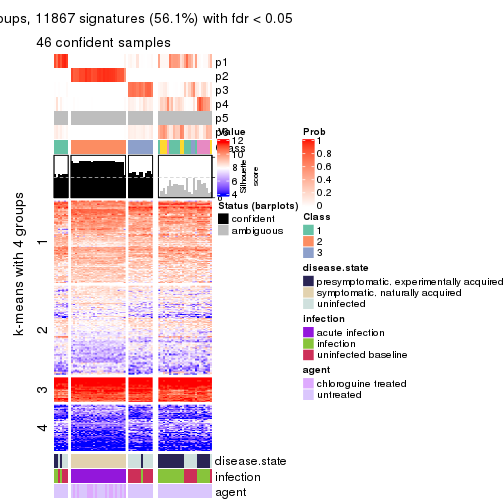 oups, 11867 signatures (56.1%) with fdr < 0.05
46 confident samples
p1
p2
p3
p4
p5
Value
12
10
8
6
4
Silhouette
score
Prob
1
0.8
0.6
0.4
0.2
0
Status (barplots)
confident
ambiguous
Class
1
2
3
disease.state
presymptomatic. experimentally acquired
symptomatic. naturally acquired
uninfected
infection
acute infection
infection
uninfected baseline
agent
chloroguine treated
untreated
k-means with 4 groups
1
2
3
4
disease.state
infection
agent